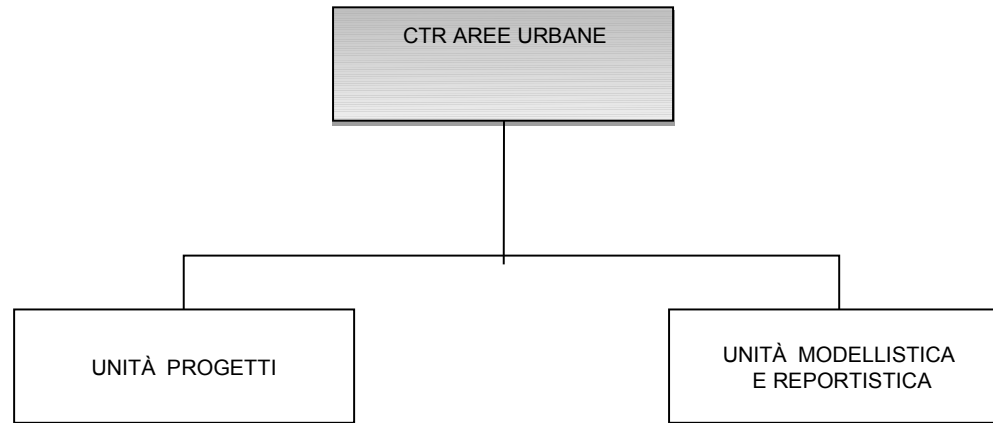 CTR AREE URBANE
UNITÀ PROGETTI
UNITÀ MODELLISTICA
E REPORTISTICA